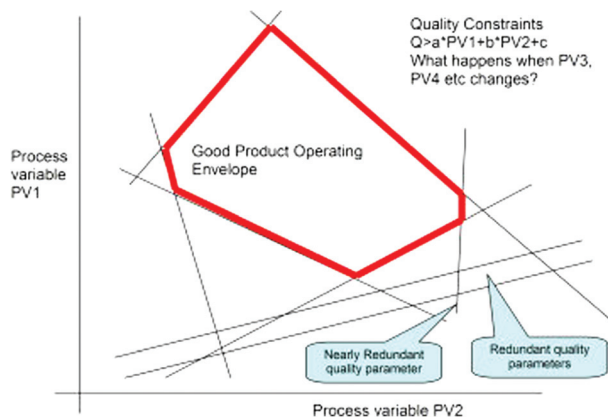 Quality Constraints
Q>a*PV1+b*PV2+c
What happens when PV3,
PV4 etc changes?
Good Product Operating
Envelope
Process
variable
PV1
Nearly Redundant
quality parameter
Redundant quality
parameters
Process variable PV2